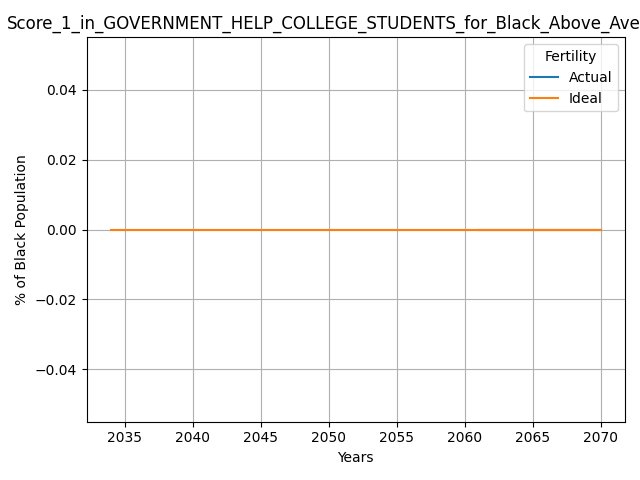 Score_1_in_GOVERNMENT_HELP_COLLEGE_STUDENTS_for_Black_Above_Ave
Fertility
Actual
Ideal
% of Black Population
0.04
0.02
0.00
−0.02
−0.04
2035 2040 2045 2050 2055 2060 2065 2070
Years